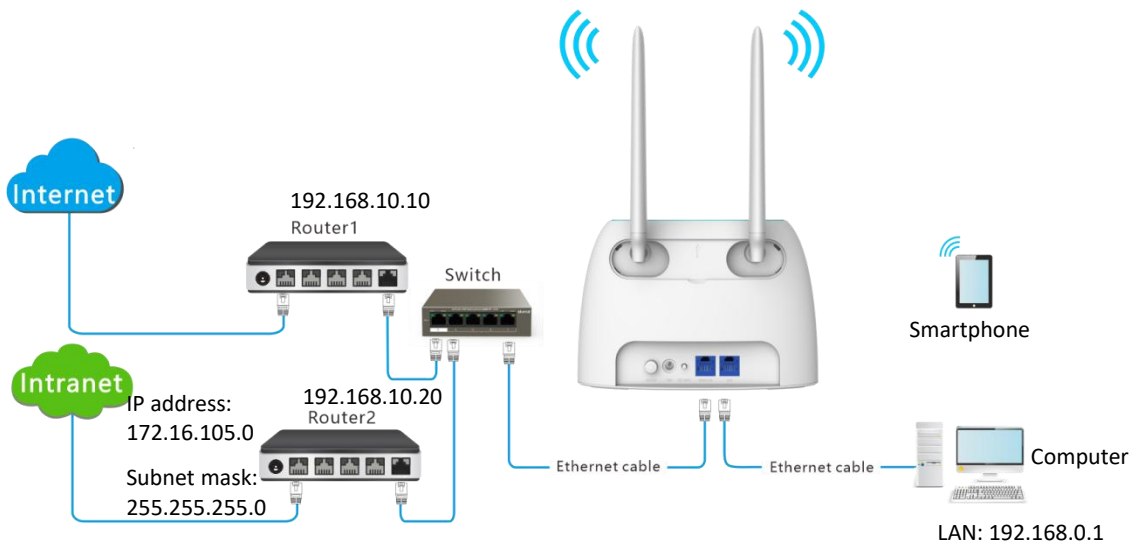 Internet
192.168.10.10
Router1
Switch
Smartphone
Intranet
IP address:
172.16.105.0
Subnet mask:
255.255.255.0
192.168.10.20
Router2
Ethernet cable
Ethernet cable
Computer
LAN: 192.168.0.1